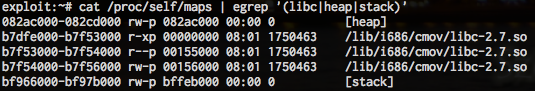 exploit:~# cat /proc/self/maps | egrep '(libc|heap|stack)'
082ac000-082cd000 rw-p 082ac000 00:00 0 [heap]
b7dfe000-b7f53000 r-xp 00000000 08:01 1750463 /lib/i686/cmov/libc-2.7.so
b7f53000-b7f54000 r--p 00155000 08:01 1750463 /lib/i686/cmov/libc-2.7.so
b7f54000-b7f56000 rw-p 00156000 08:01 1750463 /lib/i686/cmov/libc-2.7.so
bf966000-bf97b000 rw-p bffeb000 00:00 0 [stack]